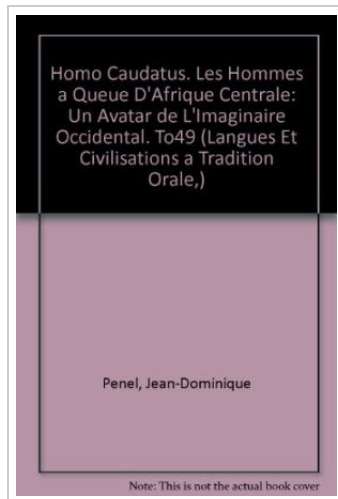 Homo Caudatus. Les Hommes
a Queue D'Afrique Centrale:
Un Avatar de L'Imaginaire
Occidental. To49 (Langues Et
Civilisations a Tradition
Orale,)
Penel, Jean-Dominique
Note: This is not the actual book cover